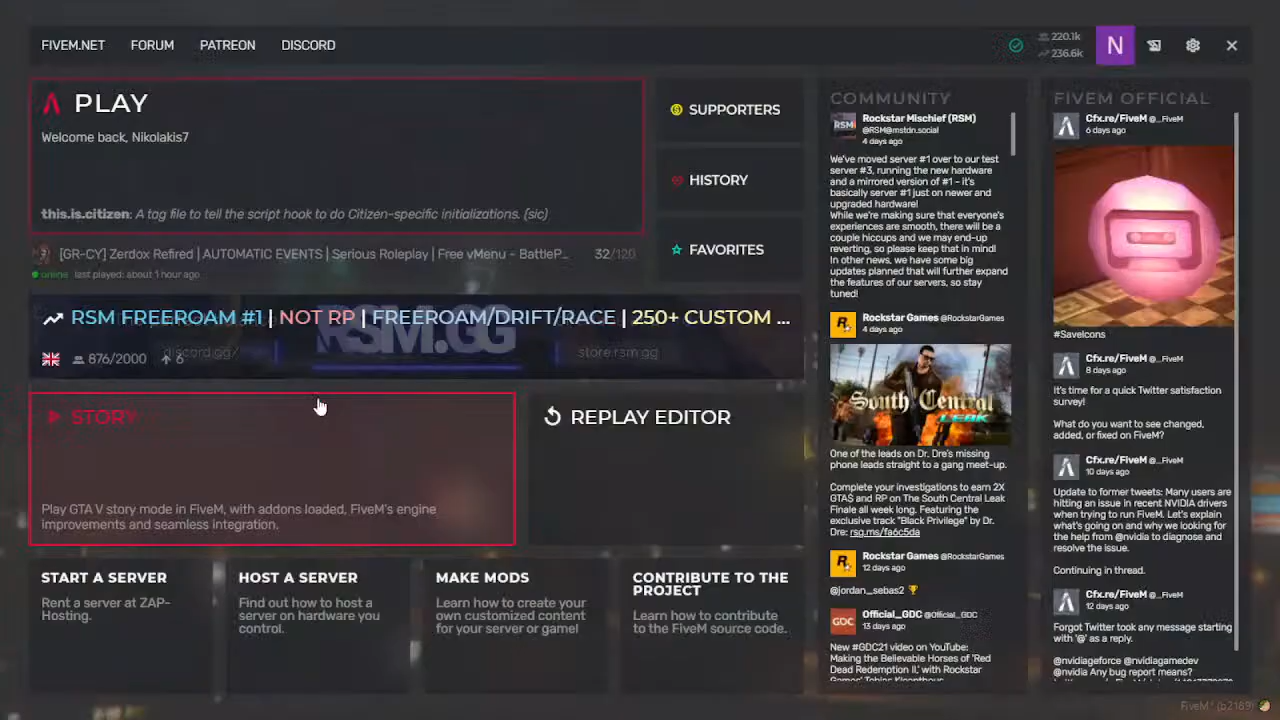 FIVEM.NET FORUM PATREON DISCORD
220.1k
236.6k
N
PLAY
Welcome back, Nikolakis7
this.is.citizen: A tag file to tell the script hook to do Citizen-specific initializations. (sic)
[GR-CY] Zerdox Refired | AUTOMATIC EVENTS | Serious Roleplay | Free vMenu - BattleP... 32/120
online last played: about 1 hour ago
SUPPORTERS
HISTORY
FAVORITES
RSM FREEROAM #1 | NOT RP | FREEROAM/DRIFT/RACE | 250+ CUSTOM ...
RSM.GG
876/2000 6
discord.gg/
store.rsm.gg
STORY
Play GTA V story mode in FiveM, with addons loaded, FiveM's engine
improvements and seamless integration.
REPLAY EDITOR
START A SERVER
Rent a server at ZAP-
Hosting.
HOST A SERVER
Find out how to host a
server on hardware you
control.
MAKE MODS
Learn how to create your
own customized content
for your server or game!
CONTRIBUTE TO THE
PROJECT
Learn how to contribute
to the FiveM source code.
COMMUNITY
RSM
Rockstar Mischief (RSM)
@RSM@mstdn.social
4 days ago
We've moved server #1 over to our test
server #3, running the new hardware
and a mirrored version of #1 - it's
basically server #1 just on newer and
upgraded hardware!
While we're making sure that everyone's
experiences are smooth, there will be a
couple hiccups and we may end-up
reverting, so please keep that in mind!
In other news, we have some big
updates planned that will further expand
the features of our servers, so stay
tuned!
Rockstar Games @RockstarGames
4 days ago
South Central
LEAK
One of the leads on Dr. Dre's missing
phone leads straight to a gang meet-up.
Complete your investigations to earn 2X
GTA$ and RP on The South Central Leak
Finale all week long. Featuring the
exclusive track "Black Privilege" by Dr.
Dre: rsg.ms/fa6c5da
Rockstar Games @RockstarGames
12 days ago
@jordan_sebas2 🏆
GDC
Official_GDC @Official_GDC
13 days ago
New #GDC21 video on YouTube:
Making the Believable Horses of 'Red
Dead Redemption II,' with Rockstar
FIVEM OFFICIAL
Cfx.re/FiveM @_FiveM
6 days ago
#SaveIcons
Cfx.re/FiveM @_FiveM
8 days ago
It's time for a quick Twitter satisfaction
survey!
What do you want to see changed,
added, or fixed on FiveM?
Cfx.re/FiveM @_FiveM
10 days ago
Update to former tweets: Many users are
hitting an issue in recent NVIDIA drivers
when trying to run FiveM. Let's explain
what's going on and why we looking for
the help from @nvidia to diagnose and
resolve the issue.
Continuing in thread.
Cfx.re/FiveM @_FiveM
12 days ago
Forgot Twitter took any message starting
with '@' as a reply.
@nvidiageforce @nvidiagamedev
@nvidia Any bug report means?
FiveM* (b2189)